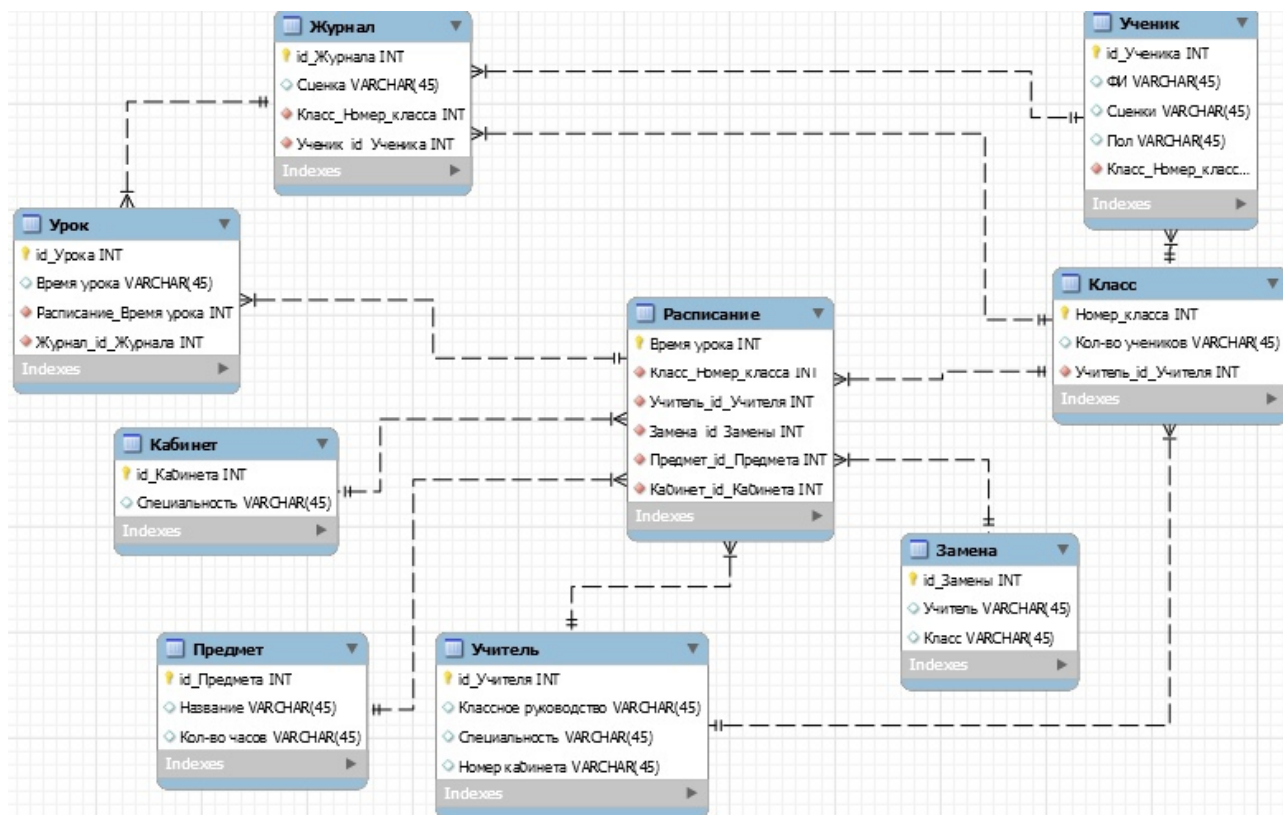 Журнал
id_Журнала INT
Сценка VARCHAR(45)
Класс_Номер_класса INT
Ученик_id_Ученика INT
Indexes
Ученик
id_Ученика INT
ФИ VARCHAR(45)
Сценки VARCHAR(45)
Пол VARCHAR(45)
Класс_Номер_класс...
Indexes
Урок
id_Урока INT
Время урока VARCHAR(45)
Расписание_Время урока INT
Журнал_id_Журнала INT
Indexes
Класс
Номер_класса INT
Кол-во учеников VARCHAR(45)
Учитель_id_Учителя INT
Indexes
Расписание
Время урока INT
Класс_Номер_класса INT
Учитель_id_Учителя INT
Замена_id_Замены INT
Предмет_id_Предмета INT
Кабинет_id_Кабинета INT
Indexes
Кабинет
id_Кабинета INT
Специальность VARCHAR(45)
Indexes
Замена
id_Замены INT
Учитель VARCHAR(45)
Класс VARCHAR(45)
Indexes
Предмет
id_Предмета INT
Название VARCHAR(45)
Кол-во часов VARCHAR(45)
Indexes
Учитель
id_Учителя INT
Классное руководство VARCHAR(45)
Специальность VARCHAR(45)
Номер кабинета VARCHAR(45)
Indexes